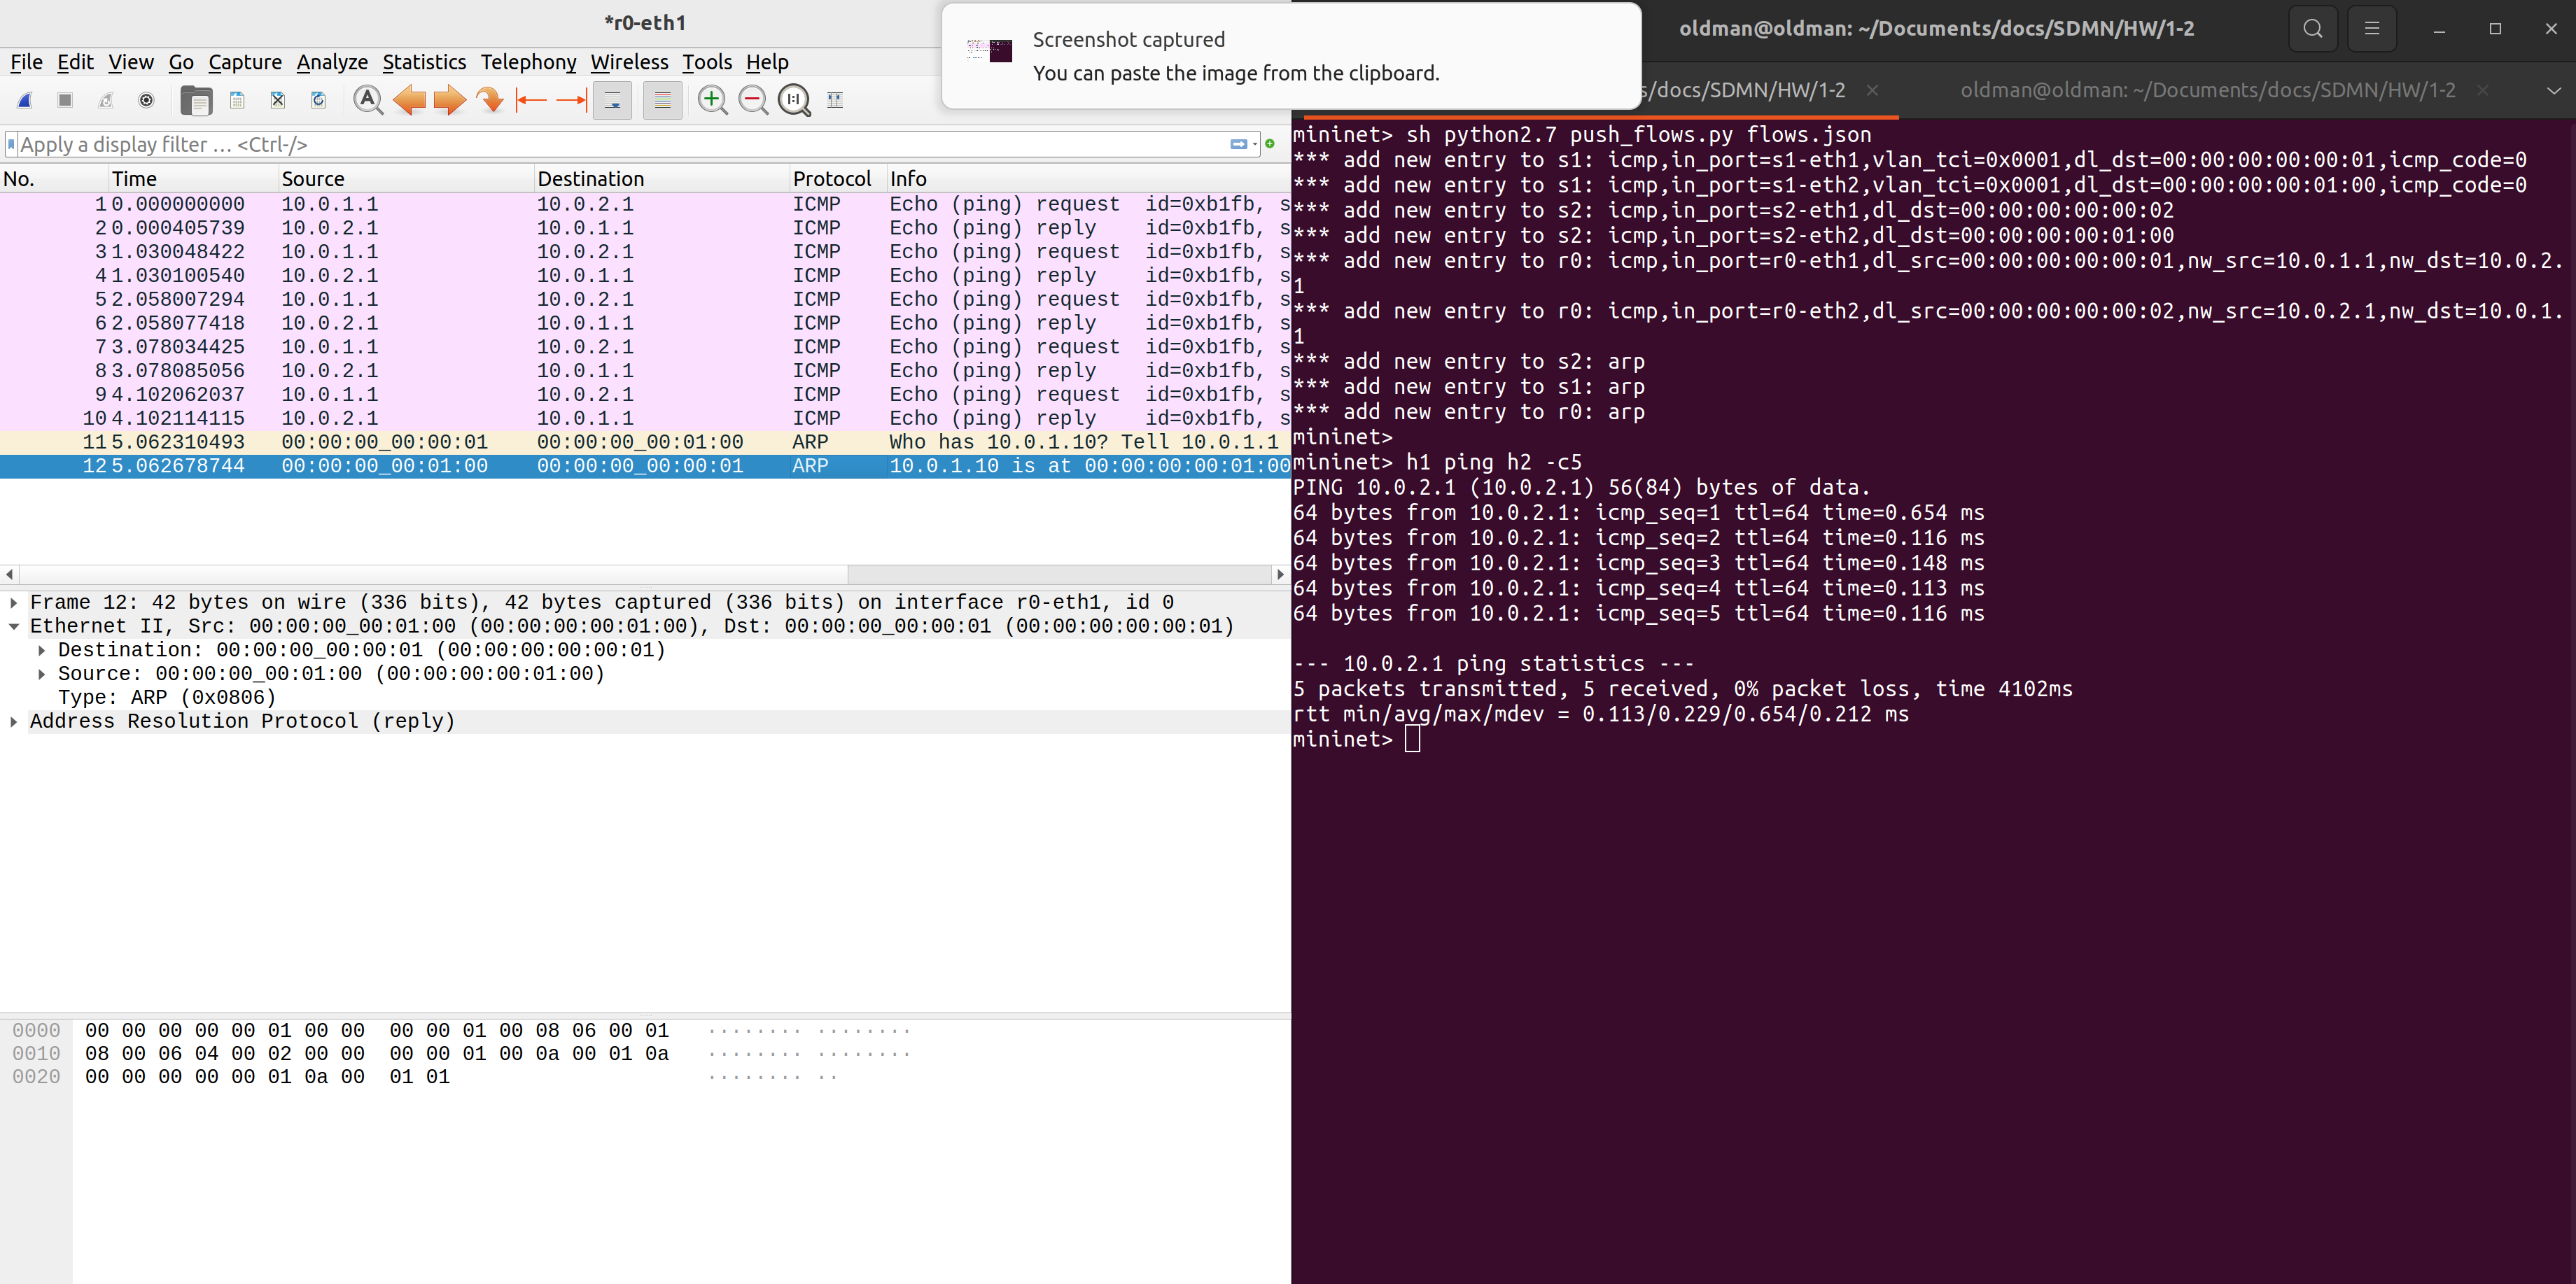 *r0-eth1
File Edit View Go Capture Analyze Statistics Telephony Wireless Tools Help
Apply a display filter … <Ctrl-/>
No. Time Source Destination Protocol Info
1 0.000000000 10.0.1.1 10.0.2.1 ICMP Echo (ping) request id=0xb1fb, s
2 0.000405739 10.0.2.1 10.0.1.1 ICMP Echo (ping) reply id=0xb1fb, s
3 1.030048422 10.0.1.1 10.0.2.1 ICMP Echo (ping) request id=0xb1fb, s
4 1.030100540 10.0.2.1 10.0.1.1 ICMP Echo (ping) reply id=0xb1fb, s
5 2.058007294 10.0.1.1 10.0.2.1 ICMP Echo (ping) request id=0xb1fb, s
6 2.058077418 10.0.2.1 10.0.1.1 ICMP Echo (ping) reply id=0xb1fb, s
7 3.078034425 10.0.1.1 10.0.2.1 ICMP Echo (ping) request id=0xb1fb, s
8 3.078085056 10.0.2.1 10.0.1.1 ICMP Echo (ping) reply id=0xb1fb, s
9 4.102062037 10.0.1.1 10.0.2.1 ICMP Echo (ping) request id=0xb1fb, s
10 4.102114115 10.0.2.1 10.0.1.1 ICMP Echo (ping) reply id=0xb1fb, s
11 5.062310493 00:00:00_00:00:01 00:00:00_00:01:00 ARP Who has 10.0.1.10? Tell 10.0.1.1
12 5.062678744 00:00:00_00:01:00 00:00:00_00:00:01 ARP 10.0.1.10 is at 00:00:00:00:01:00
Frame 12: 42 bytes on wire (336 bits), 42 bytes captured (336 bits) on interface r0-eth1, id 0
Ethernet II, Src: 00:00:00_00:01:00 (00:00:00:00:01:00), Dst: 00:00:00_00:00:01 (00:00:00:00:00:01)
Destination: 00:00:00_00:00:01 (00:00:00:00:00:01)
Source: 00:00:00_00:01:00 (00:00:00:00:01:00)
Type: ARP (0x0806)
Address Resolution Protocol (reply)
0000 00 00 00 00 00 01 00 00 00 00 01 00 08 06 00 01 ········ ········
0010 08 00 06 04 00 02 00 00 00 00 01 00 0a 00 01 0a ········ ········
0020 00 00 00 00 00 01 0a 00 01 01 ········ ··
Screenshot captured
You can paste the image from the clipboard.
oldman@oldman: ~/Documents/docs/SDMN/HW/1-2
s/docs/SDMN/HW/1-2
oldman@oldman: ~/Documents/docs/SDMN/HW/1-2
mininet> sh python2.7 push_flows.py flows.json
*** add new entry to s1: icmp,in_port=s1-eth1,vlan_tci=0x0001,dl_dst=00:00:00:00:00:01,icmp_code=0
*** add new entry to s1: icmp,in_port=s1-eth2,vlan_tci=0x0001,dl_dst=00:00:00:00:01:00,icmp_code=0
*** add new entry to s2: icmp,in_port=s2-eth1,dl_dst=00:00:00:00:00:02
*** add new entry to s2: icmp,in_port=s2-eth2,dl_dst=00:00:00:00:01:00
*** add new entry to r0: icmp,in_port=r0-eth1,dl_src=00:00:00:00:00:01,nw_src=10.0.1.1,nw_dst=10.0.2.
1
*** add new entry to r0: icmp,in_port=r0-eth2,dl_src=00:00:00:00:00:02,nw_src=10.0.2.1,nw_dst=10.0.1.
1
*** add new entry to s2: arp
*** add new entry to s1: arp
*** add new entry to r0: arp
mininet>
mininet> h1 ping h2 -c5
PING 10.0.2.1 (10.0.2.1) 56(84) bytes of data.
64 bytes from 10.0.2.1: icmp_seq=1 ttl=64 time=0.654 ms
64 bytes from 10.0.2.1: icmp_seq=2 ttl=64 time=0.116 ms
64 bytes from 10.0.2.1: icmp_seq=3 ttl=64 time=0.148 ms
64 bytes from 10.0.2.1: icmp_seq=4 ttl=64 time=0.113 ms
64 bytes from 10.0.2.1: icmp_seq=5 ttl=64 time=0.116 ms
--- 10.0.2.1 ping statistics ---
5 packets transmitted, 5 received, 0% packet loss, time 4102ms
rtt min/avg/max/mdev = 0.113/0.229/0.654/0.212 ms
mininet>